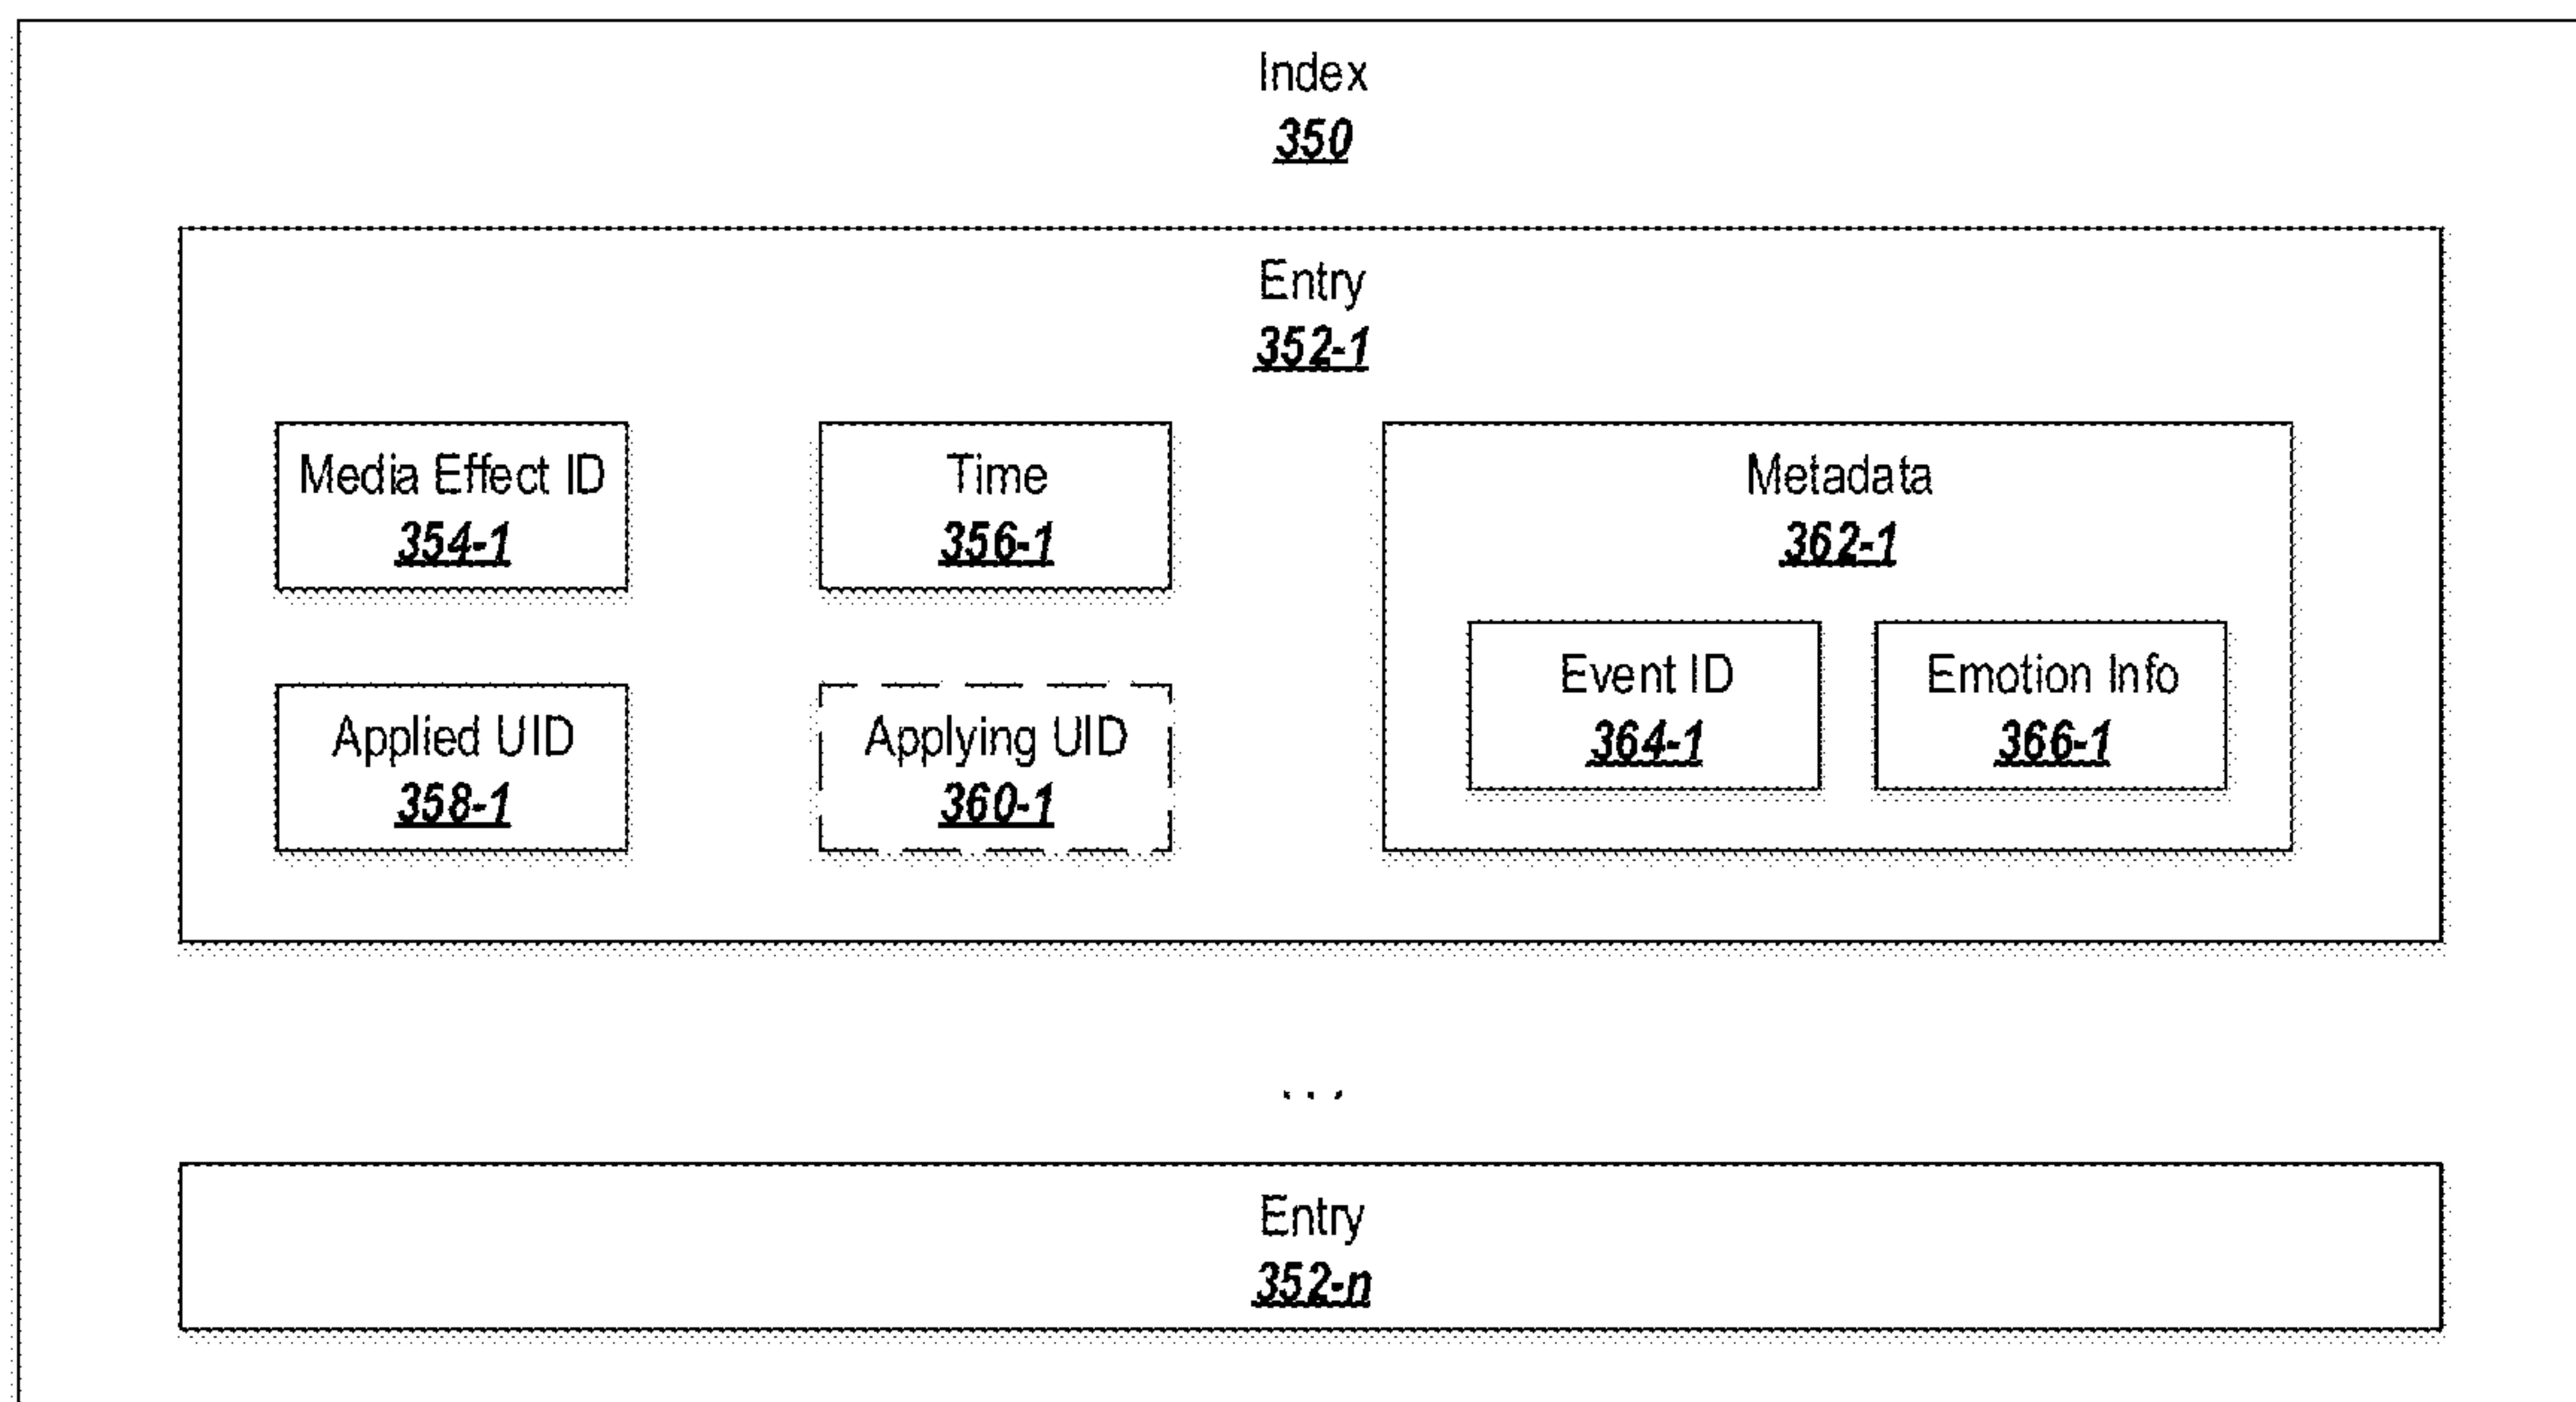 Index
350
Entry
352-1
Media Effect ID
354-1
Time
356-1
Metadata
362-1
Event ID
364-1
Emotion Info
366-1
Applied UID
358-1
Applying UID
360-1
...
Entry
352-n